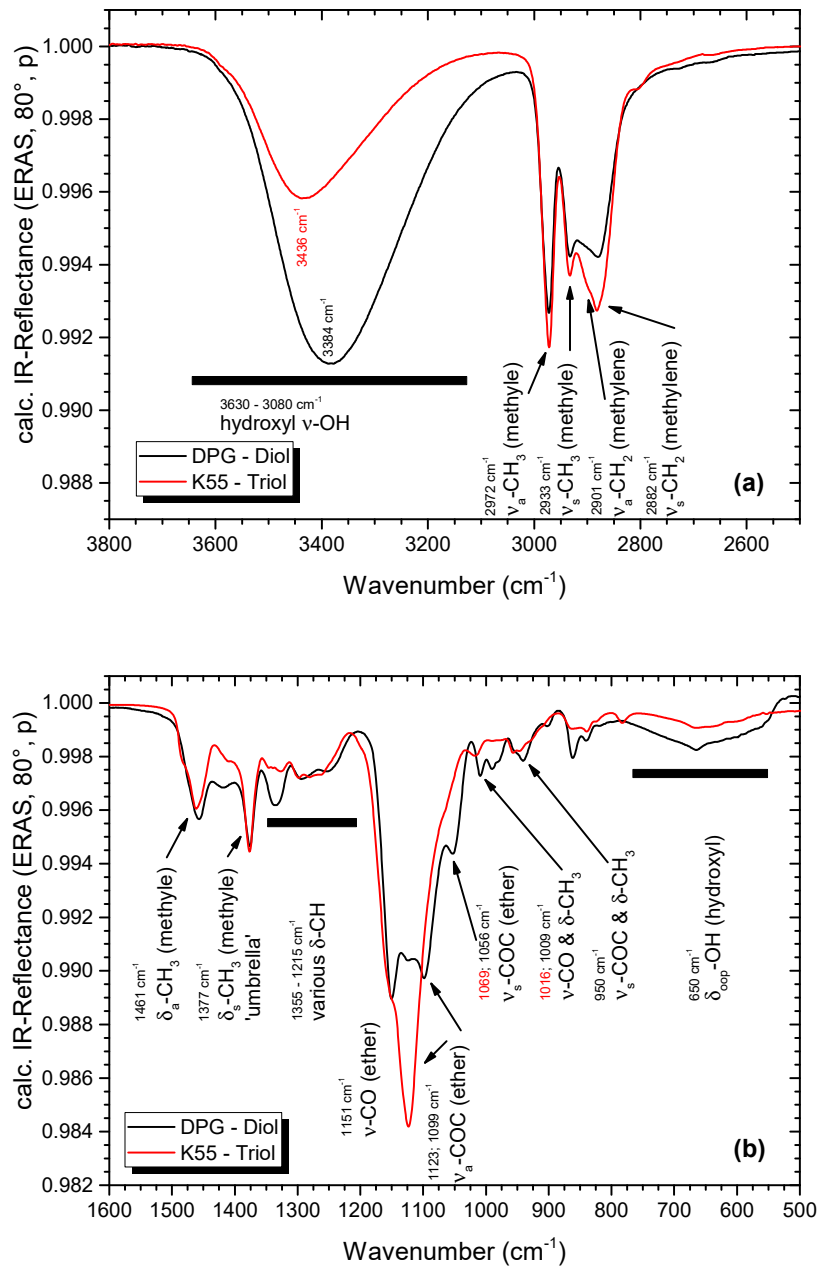 calc. IR-Reflectance (ERAS, 80°, p)
1.000
0.998
0.996
0.994
0.992
0.990
0.988
3436 cm-1
3384 cm-1
3630 - 3080 cm-1
hydroxyl ν-OH
DPG - Diol
K55 - Triol
2972 cm-1
νa-CH3 (methyle)
2933 cm-1
νs-CH3 (methyle)
2901 cm-1
νa-CH2 (methylene)
2882 cm-1
νs-CH2 (methylene)
(a)
3800 3600 3400 3200 3000 2800 2600
Wavenumber (cm-1)
calc. IR-Reflectance (ERAS, 80°, p)
1.000
0.998
0.996
0.994
0.992
0.990
0.988
0.986
0.984
0.982
1461 cm-1
δa-CH3 (methyle)
1377 cm-1
δs-CH3 (methyle)
'umbrella'
1355 - 1215 cm-1
various δ-CH
1151 cm-1
ν-CO (ether)
1123; 1099 cm-1
νa-COC (ether)
1069; 1056 cm-1
νs-COC (ether)
1016; 1009 cm-1
ν-CO & δ-CH3
950 cm-1
νs-COC & δ-CH3
650 cm-1
δoop-OH (hydroxyl)
DPG - Diol
K55 - Triol
(b)
1600 1500 1400 1300 1200 1100 1000 900 800 700 600 500
Wavenumber (cm-1)